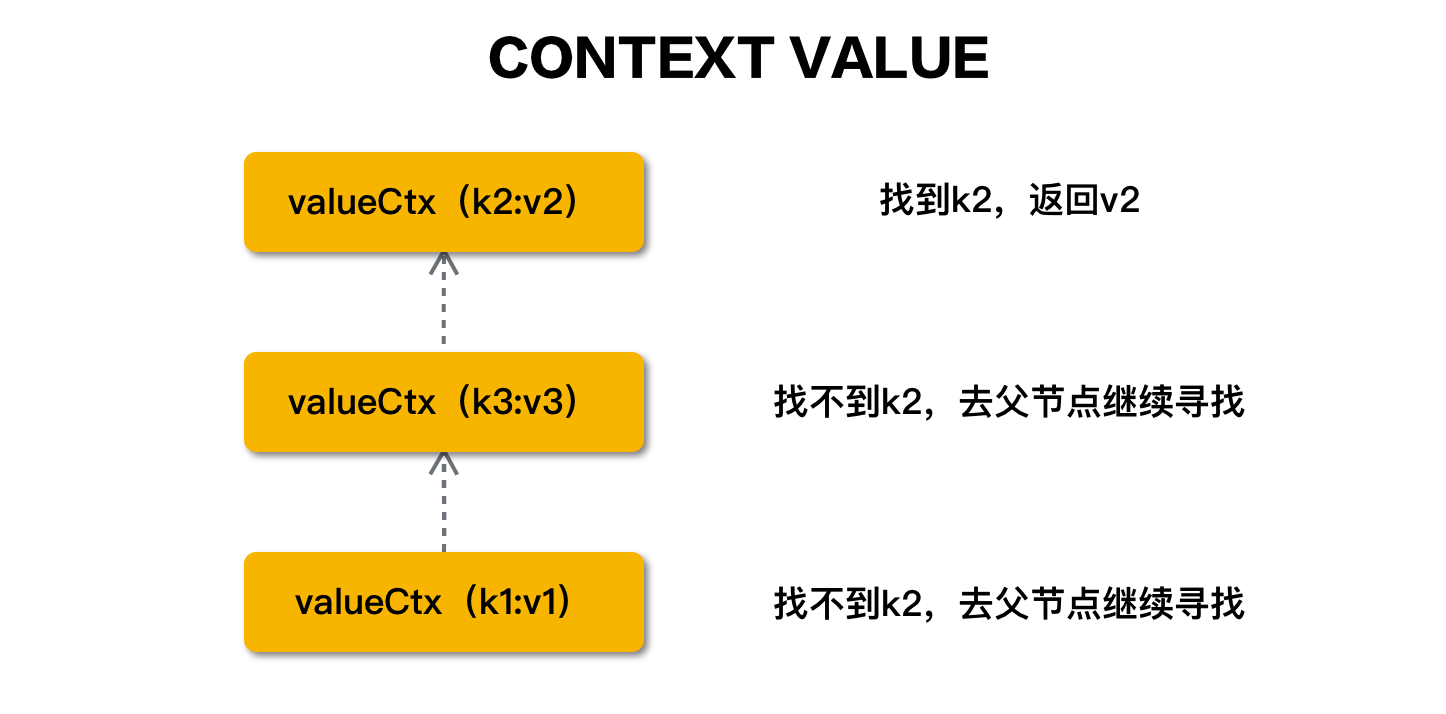 CONTEXT VALUE
valueCtx（k2:v2）
找到k2，返回v2
valueCtx（k3:v3）
找不到k2，去父节点继续寻找
valueCtx（k1:v1）
找不到k2，去父节点继续寻找